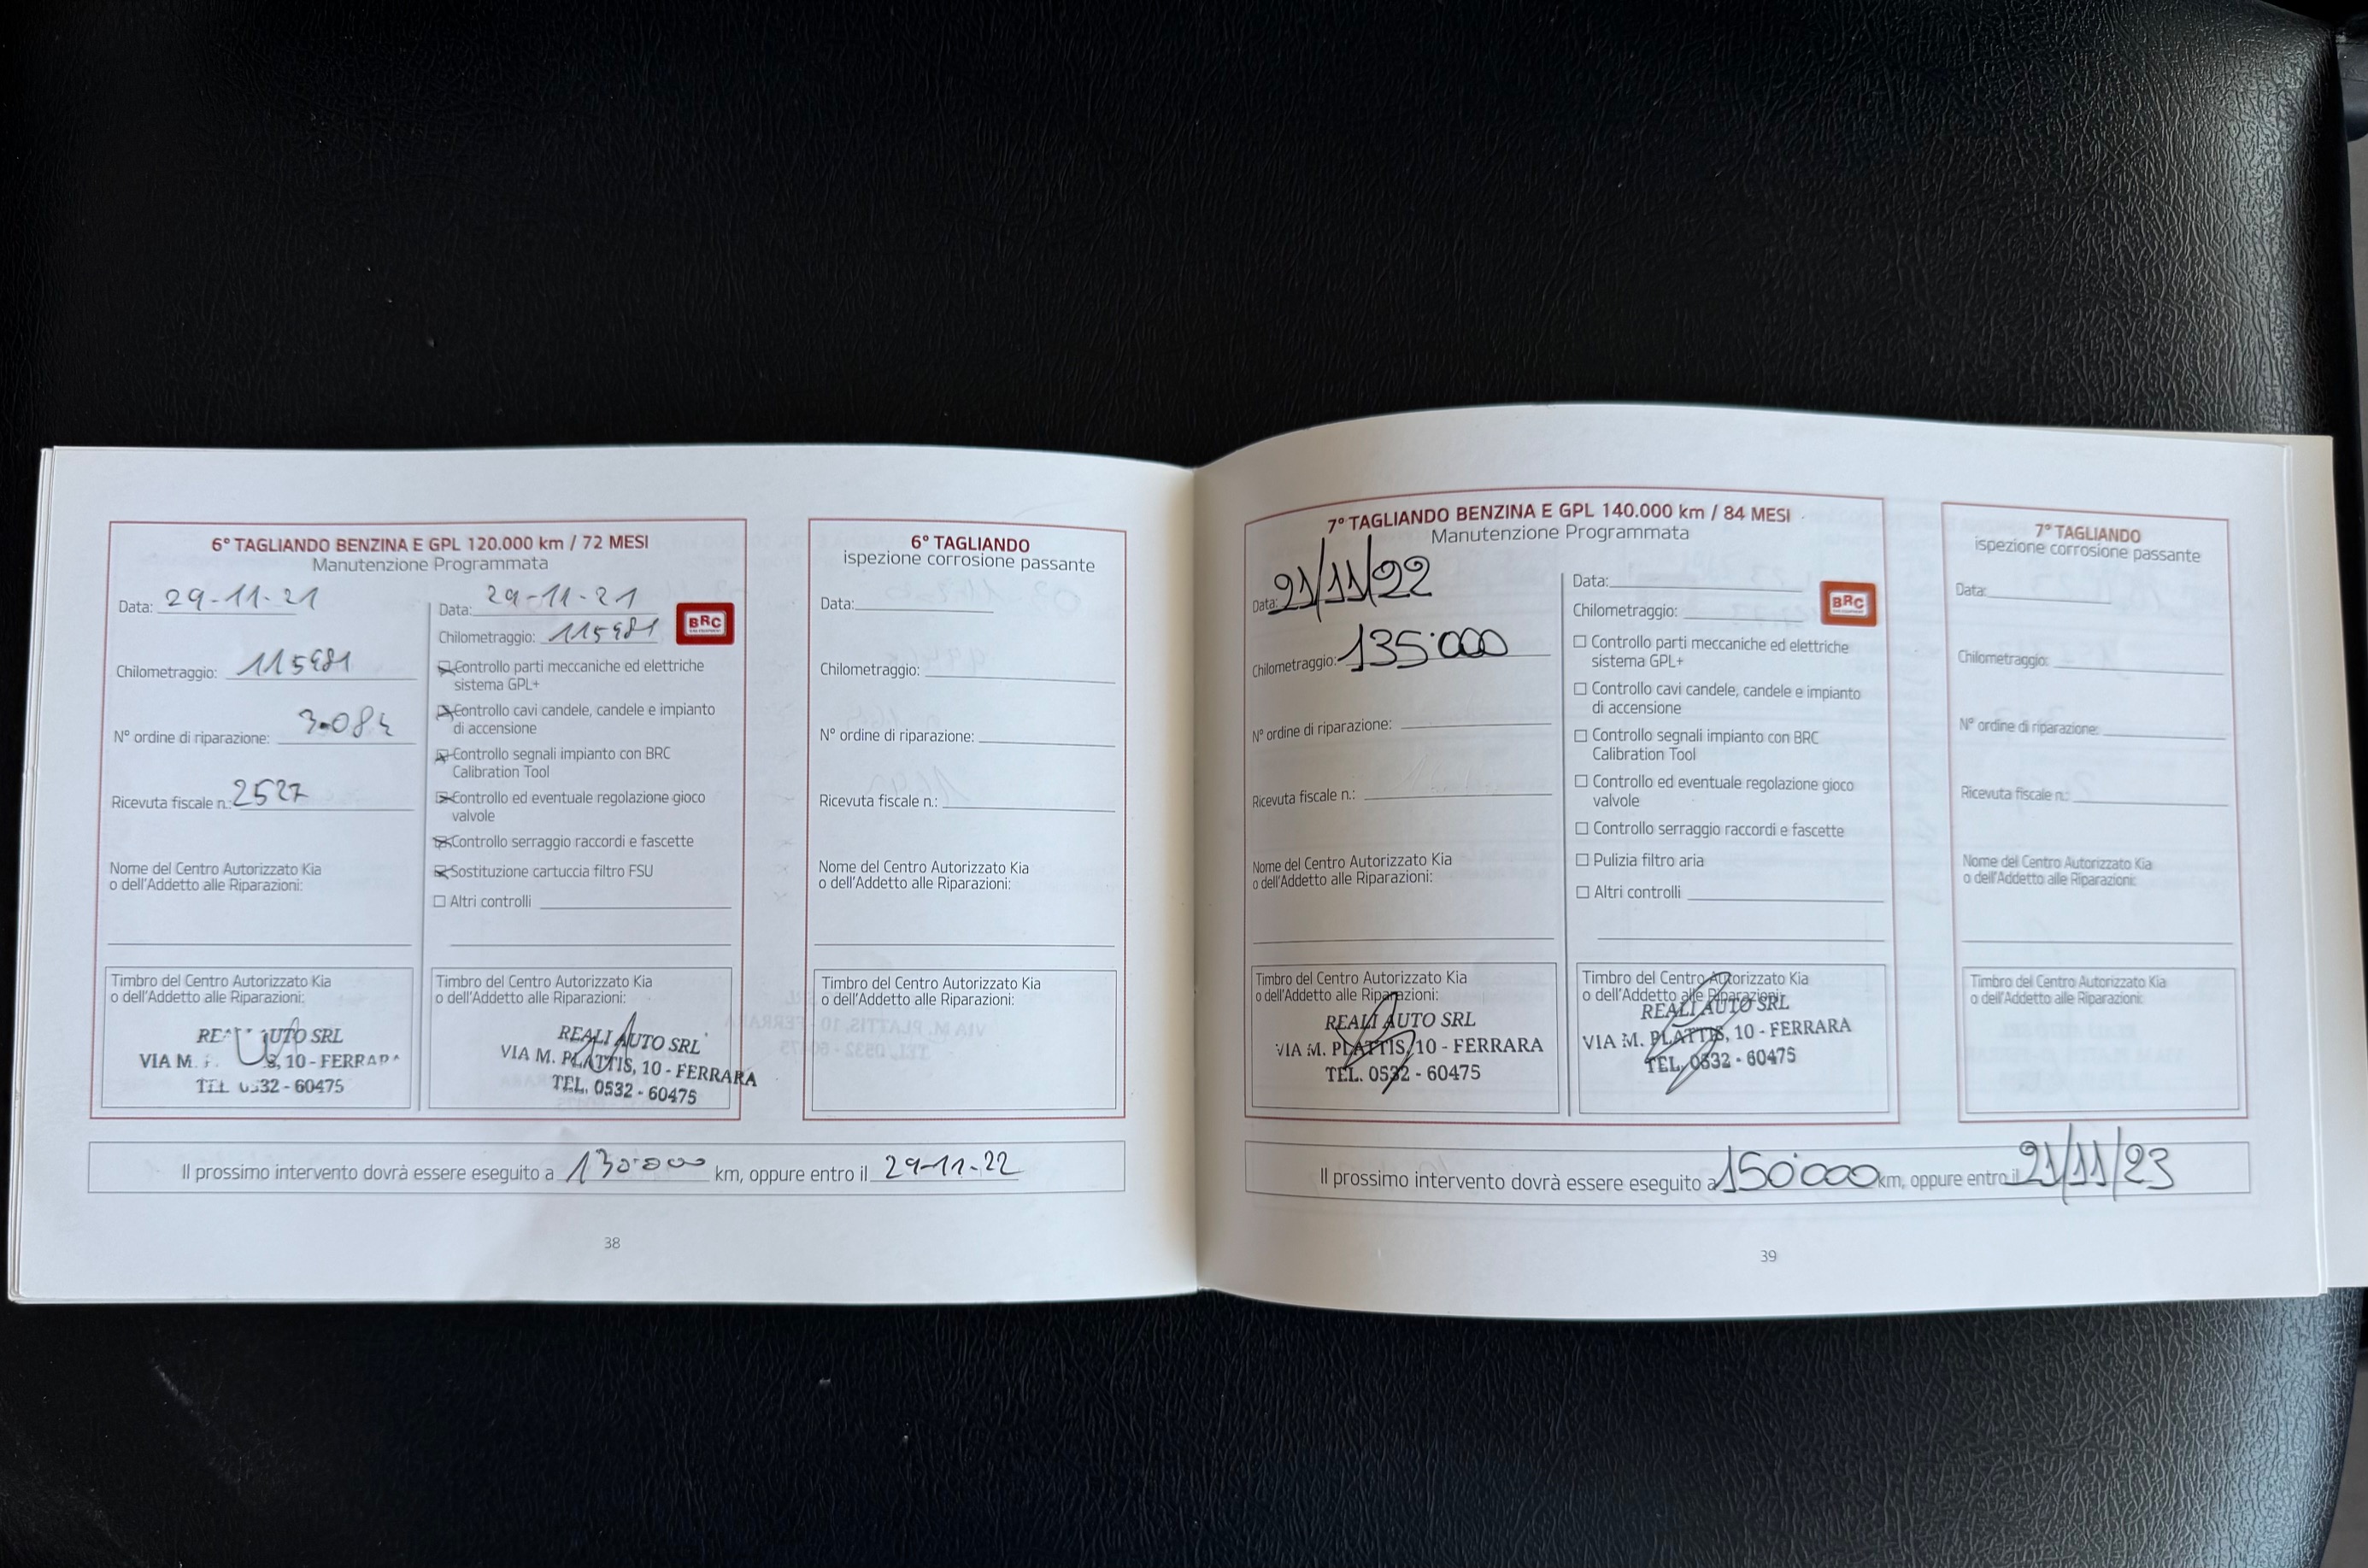 6° TAGLIANDO BENZINA E GPL 120.000 km / 72 MESI
Manutenzione Programmata
Data: 29-11-21
Chilometraggio: 115981
N° ordine di riparazione: 3.084
Ricevuta fiscale n.: 2527
Nome del Centro Autorizzato Kia
o dell'Addetto alle Riparazioni:
Timbro del Centro Autorizzato Kia
o dell'Addetto alle Riparazioni:
AUTO SRL
VIA M. 10 - FERRARA
TEL 0532 - 60475
Data: 29-11-21
Chilometraggio: 115981
BRC
Controllo parti meccaniche ed elettriche
sistema GPL+
Controllo cavi candele, candele e impianto
di accensione
Controllo segnali impianto con BRC
Calibration Tool
Controllo ed eventuale regolazione gioco
valvole
Controllo serraggio raccordi e fascette
Sostituzione cartuccia filtro FSU
Altri controlli
Timbro del Centro Autorizzato Kia
o dell'Addetto alle Riparazioni:
REALI AUTO SRL
VIA M. PLATTIS, 10 - FERRARA
TEL. 0532 - 60475
6° TAGLIANDO
ispezione corrosione passante
Data:
Chilometraggio:
N° ordine di riparazione:
Ricevuta fiscale n.:
Nome del Centro Autorizzato Kia
o dell'Addetto alle Riparazioni:
Timbro del Centro Autorizzato Kia
o dell'Addetto alle Riparazioni:
Il prossimo intervento dovrà essere eseguito a 130.000 km, oppure entro il 29-11-22
38
7° TAGLIANDO BENZINA E GPL 140.000 km / 84 MESI
Manutenzione Programmata
Data: 21/11/22
Chilometraggio: 135'000
N° ordine di riparazione:
Ricevuta fiscale n.:
Nome del Centro Autorizzato Kia
o dell'Addetto alle Riparazioni:
Timbro del Centro Autorizzato Kia
o dell'Addetto alle Riparazioni:
REALI AUTO SRL
VIA M. PLATTIS, 10 - FERRARA
TEL. 0532 - 60475
Data:
Chilometraggio:
BRC
Controllo parti meccaniche ed elettriche
sistema GPL+
Controllo cavi candele, candele e impianto
di accensione
Controllo segnali impianto con BRC
Calibration Tool
Controllo ed eventuale regolazione gioco
valvole
Controllo serraggio raccordi e fascette
Pulizia filtro aria
Altri controlli
Timbro del Centro Autorizzato Kia
o dell'Addetto alle Riparazioni:
REALI AUTO SRL
VIA M. PLATTIS, 10 - FERRARA
TEL. 0532 - 60475
7° TAGLIANDO
ispezione corrosione passante
Data:
Chilometraggio:
N° ordine di riparazione:
Ricevuta fiscale n.:
Nome del Centro Autorizzato Kia
o dell'Addetto alle Riparazioni:
Timbro del Centro Autorizzato Kia
o dell'Addetto alle Riparazioni:
Il prossimo intervento dovrà essere eseguito a 150'000 km, oppure entro il 21/11/23
39